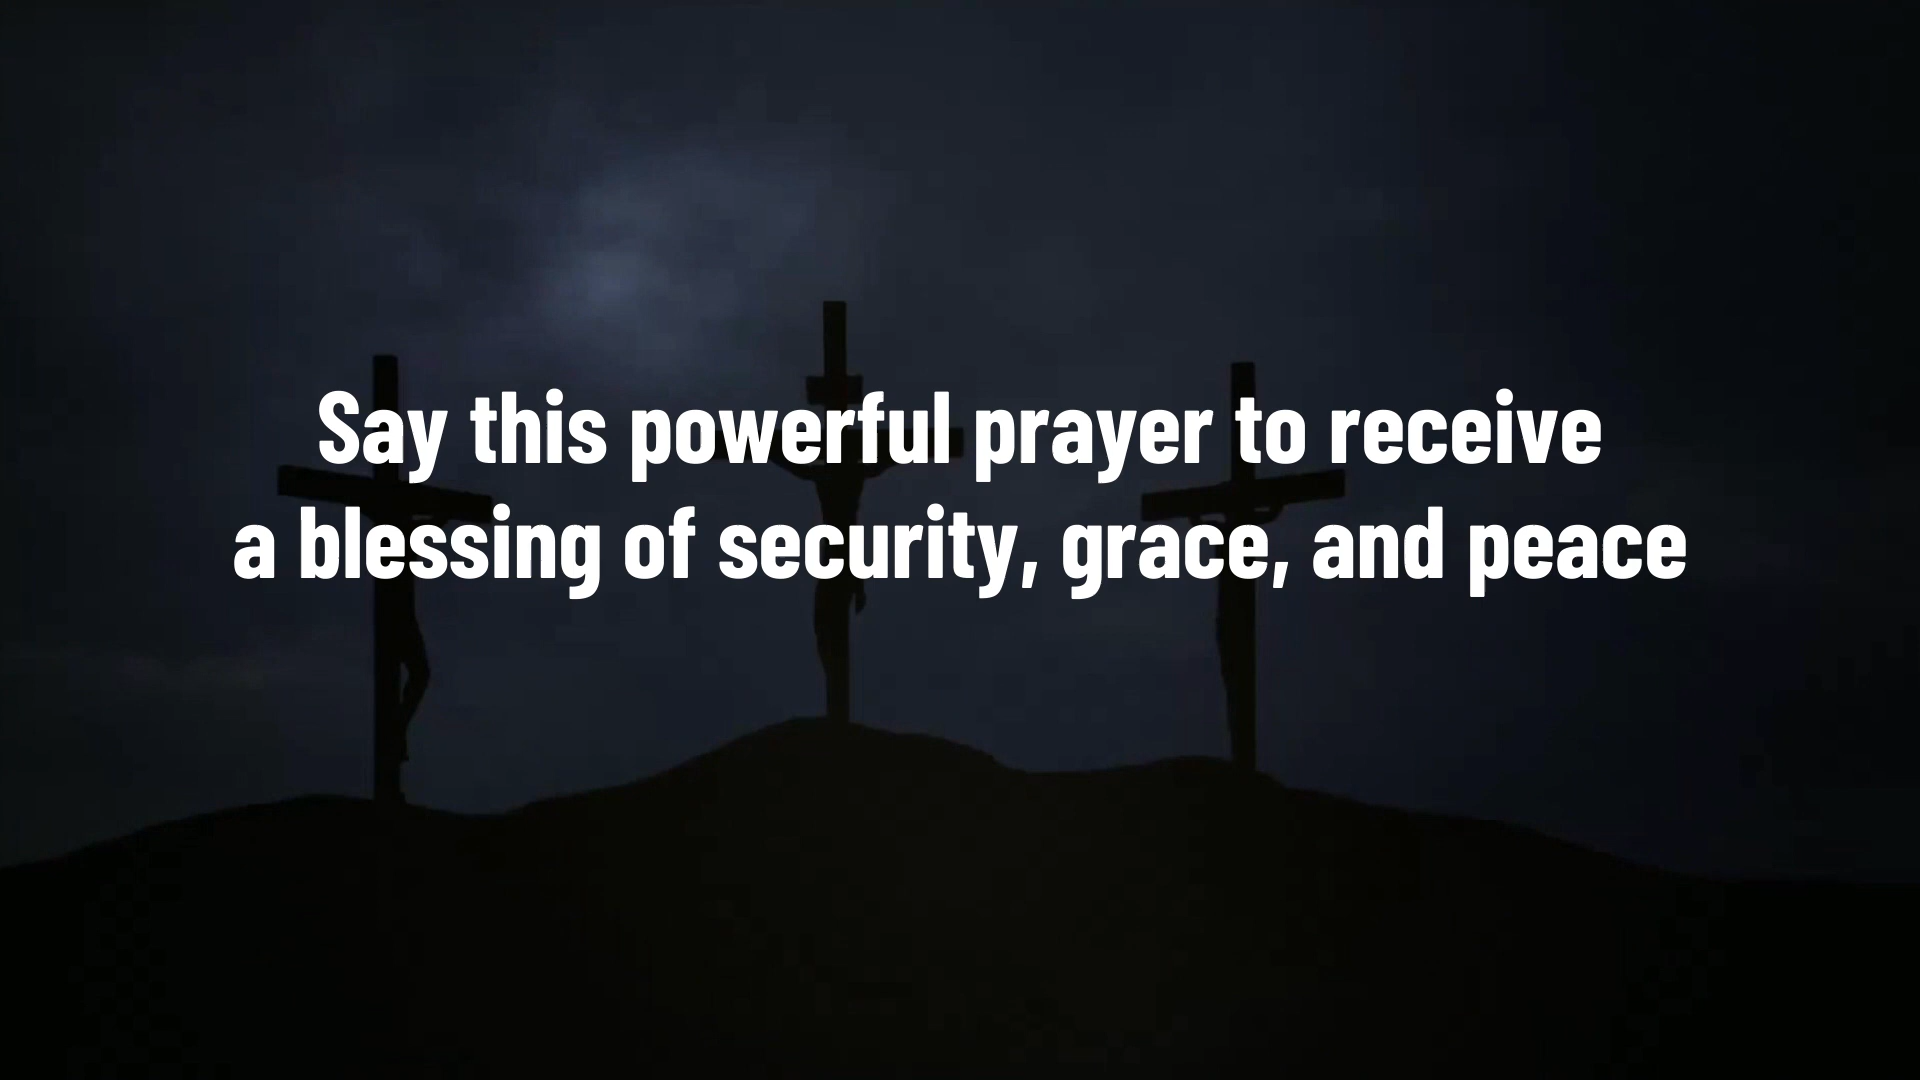 Say this powerful prayer to receive
a blessing of security, grace, and peace